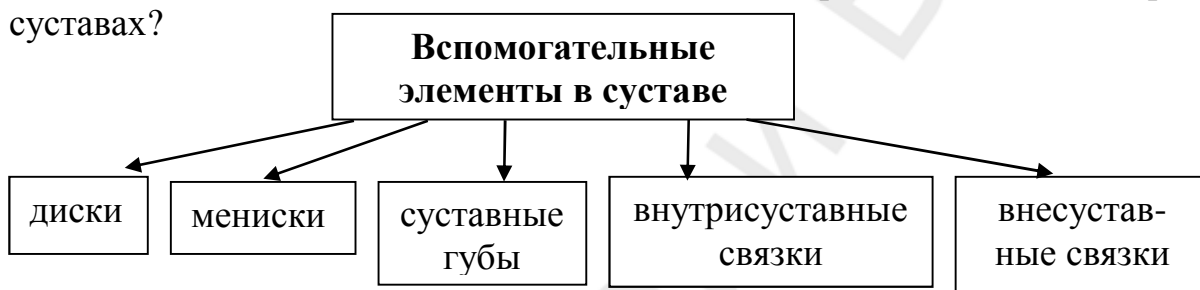 суставах?
Вспомогательные
элементы в суставе
диски
мениски
суставные
губы
внутрисуставные
связки
внесустав-
ные связки